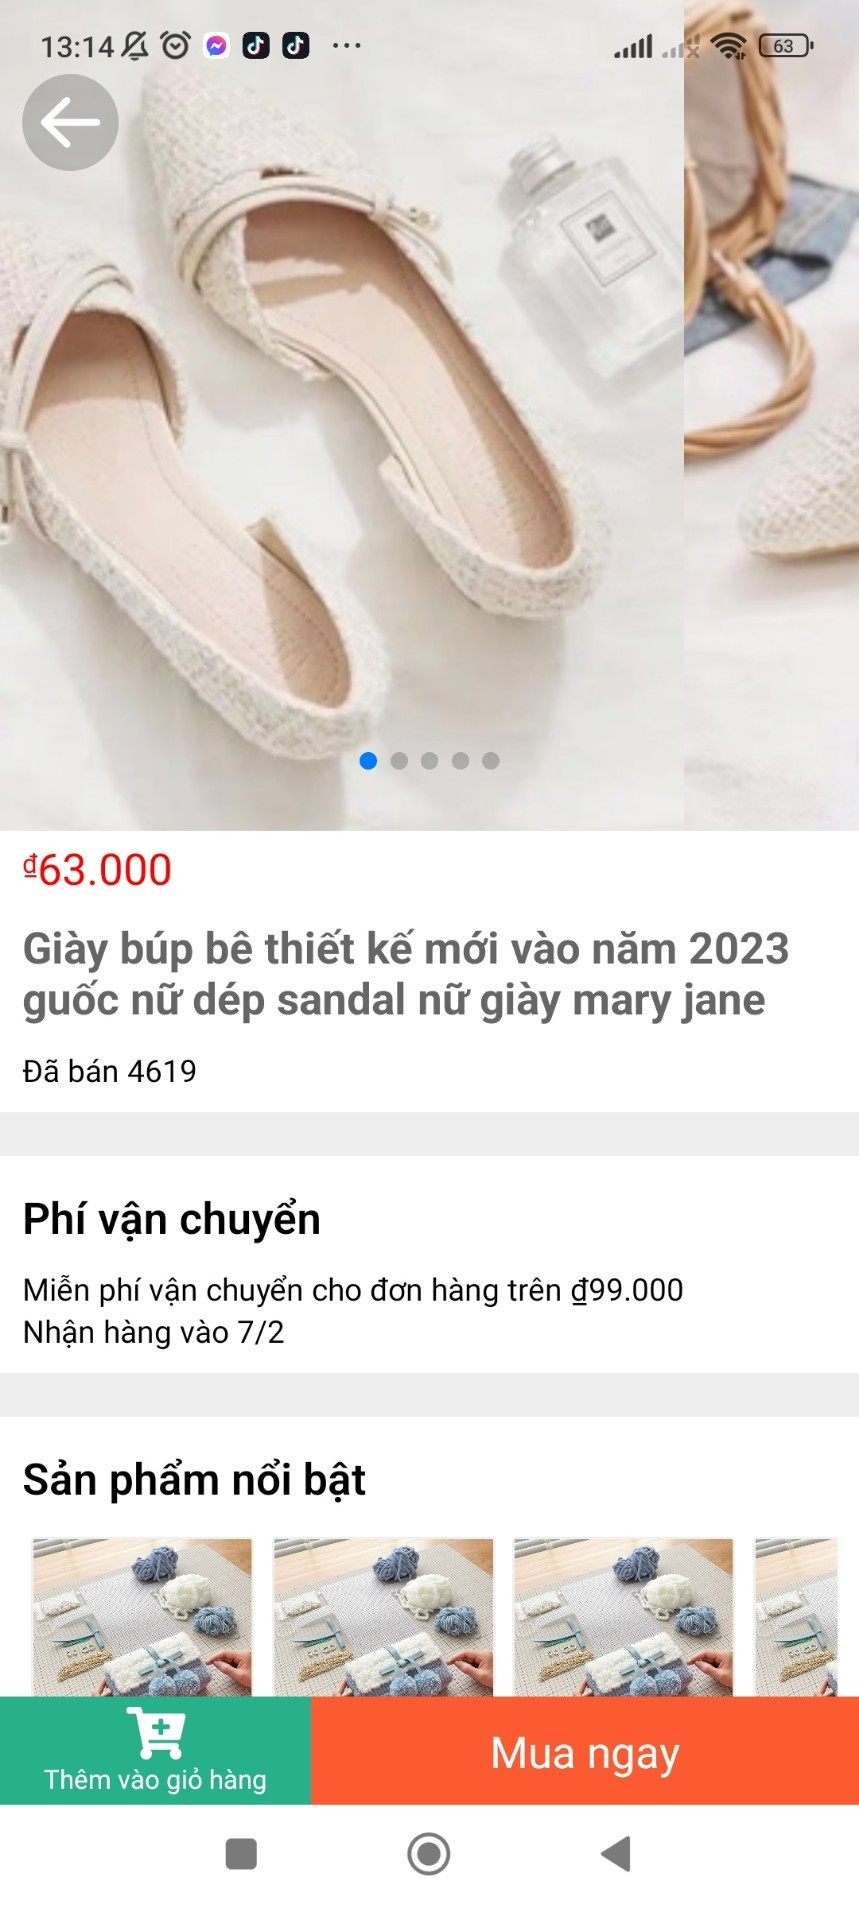 13:14
63
₫63.000
Giày búp bê thiết kế mới vào năm 2023
guốc nữ dép sandal nữ giày mary jane
Đã bán 4619
Phí vận chuyển
Miễn phí vận chuyển cho đơn hàng trên ₫99.000
Nhận hàng vào 7/2
Sản phẩm nổi bật
Thêm vào giỏ hàng
Mua ngay